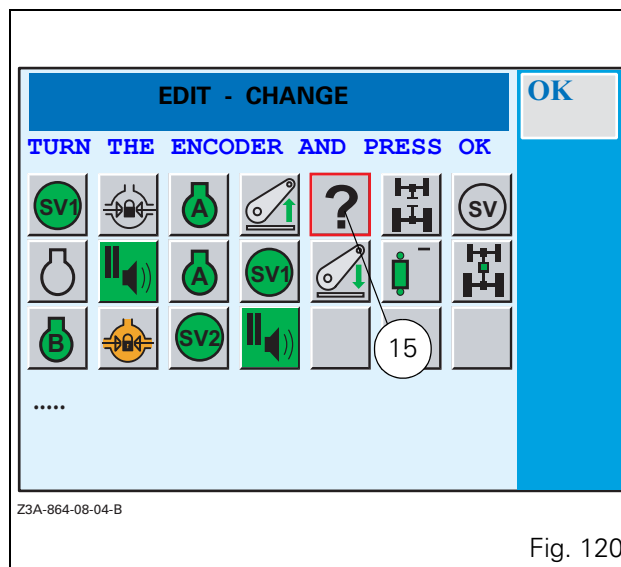 EDIT - CHANGE
OK
TURN THE ENCODER AND PRESS OK
SV1 A ? SV
A SV1 -
B SV2 15
.....
Z3A-864-08-04-B
Fig. 120